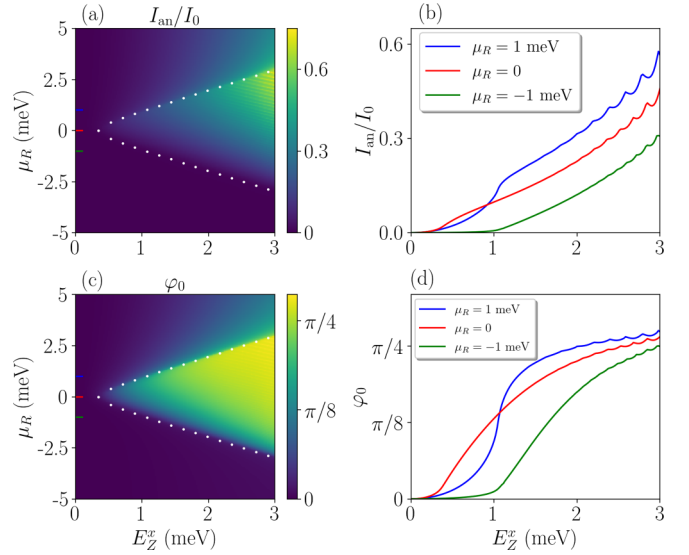 (a)
I_an/I_0
5
2.5
0
-2.5
-5
μ_R (meV)
0
1
2
3
0.6
0.3
0
(b)
μ_R = 1 meV
μ_R = 0
μ_R = −1 meV
0.6
0.3
0.0
I_an/I_0
0
1
2
3
(c)
φ_0
5
2.5
0
-2.5
-5
μ_R (meV)
0
1
2
3
E_Z^x (meV)
π/4
π/8
0
(d)
μ_R = 1 meV
μ_R = 0
μ_R = −1 meV
π/4
π/8
0
φ_0
0
1
2
3
E_Z^x (meV)